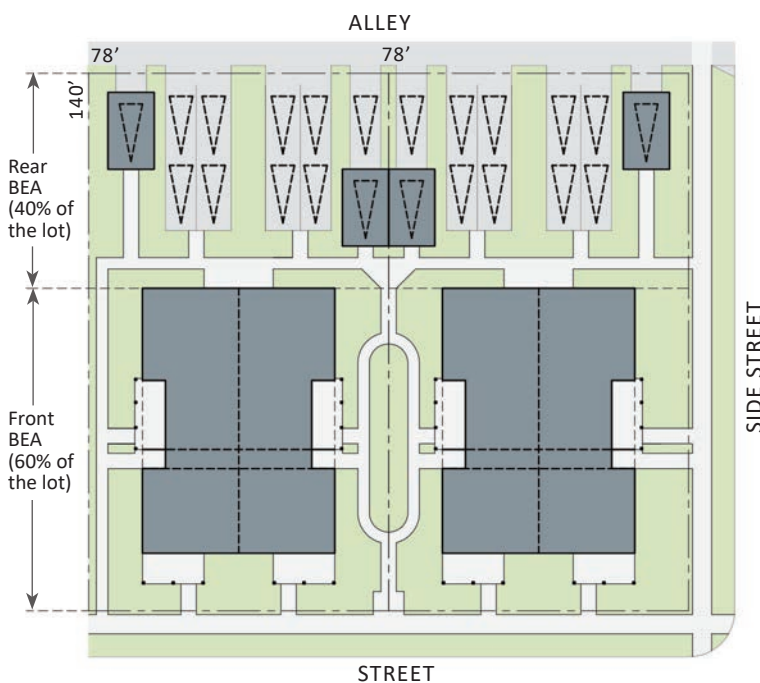 ALLEY
78’
78’
140’
Rear
BEA
(40% of
the lot)
Front
BEA
(60% of
the lot)
SIDE STREET
STREET